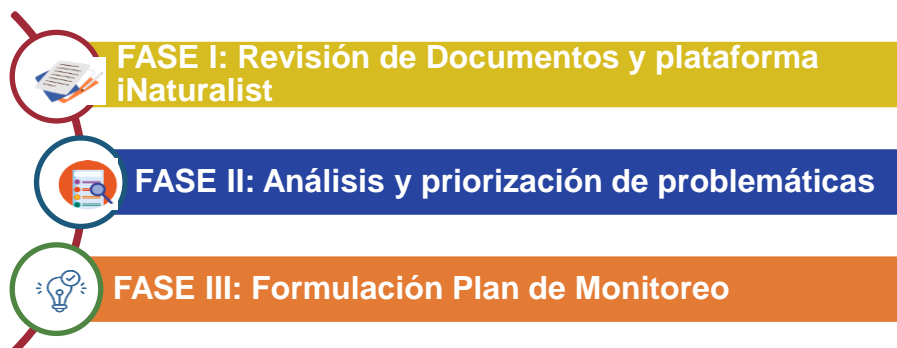 FASE I: Revisión de Documentos y plataforma
iNaturalist
FASE II: Análisis y priorización de problemáticas
FASE III: Formulación Plan de Monitoreo